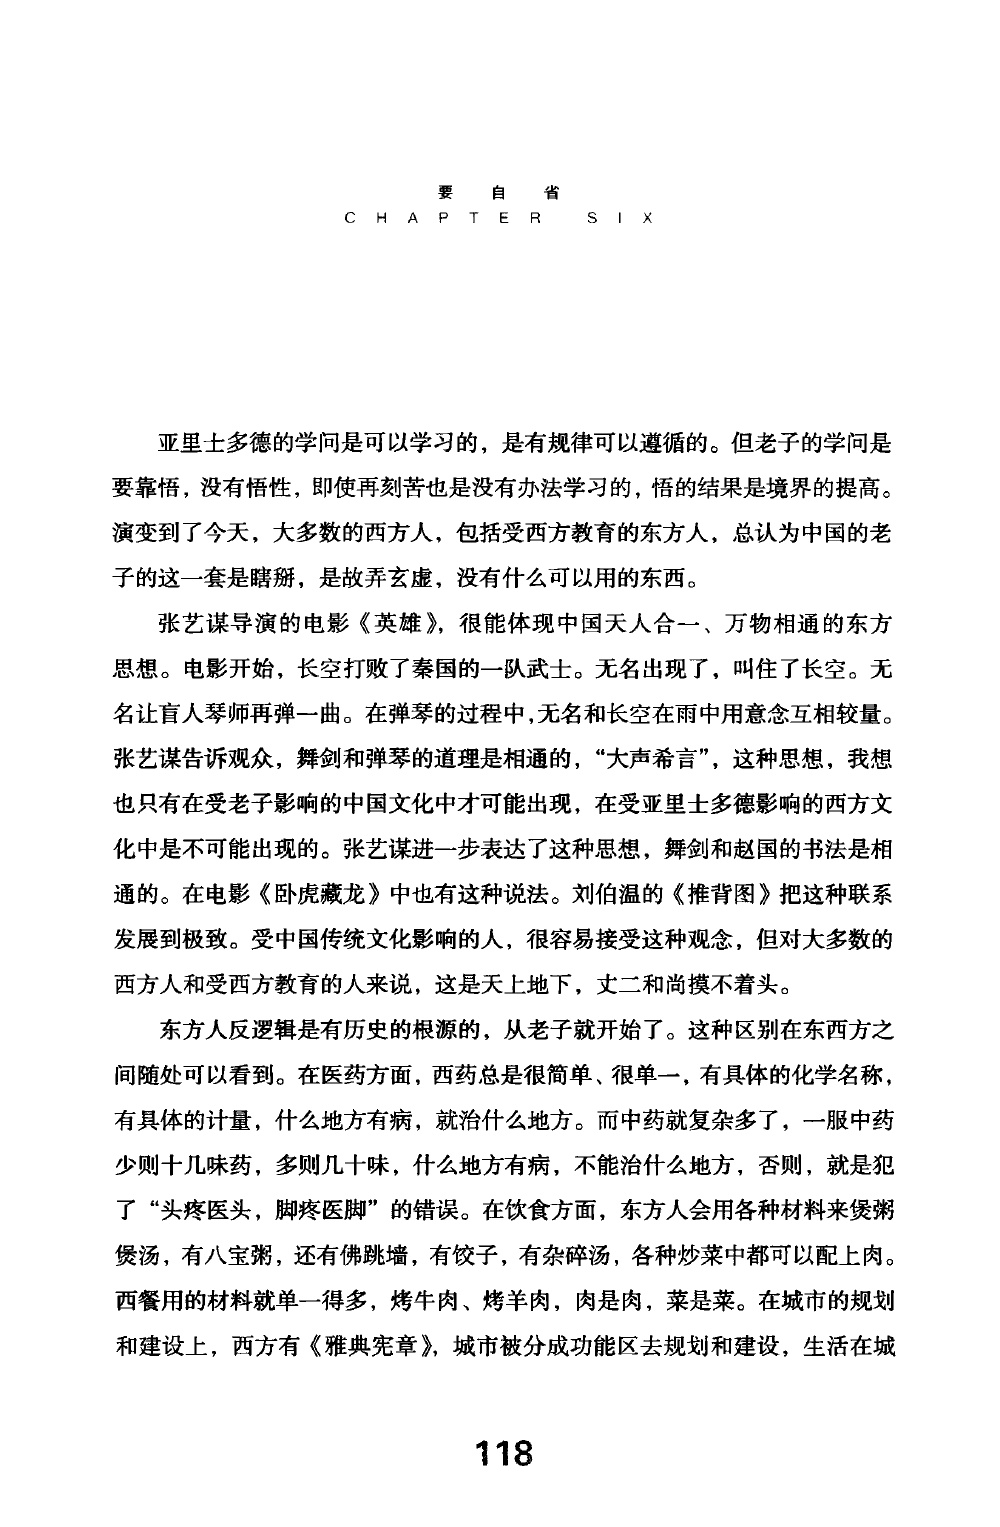 要自省
CHAPTER SIX
亚里士多德的学问是可以学习的，是有规律可以遵循的。但老子的学问是
要靠悟，没有悟性，即使再刻苦也是没有办法学习的，悟的结果是境界的提高。
演变到了今天，大多数的西方人，包括受西方教育的东方人，总认为中国的老
子的这一套是瞎掰，是故弄玄虚，没有什么可以用的东西。
张艺谋导演的电影《英雄》，很能体现中国天人合一、万物相通的东方
思想。电影开始，长空打败了秦国的一队武士。无名出现了，叫住了长空。无
名让盲人琴师再弹一曲。在弹琴的过程中，无名和长空在雨中用意念互相较量。
张艺谋告诉观众，舞剑和弹琴的道理是相通的，“大声希言”，这种思想，我想
也只有在受老子影响的中国文化中才可能出现，在受亚里士多德影响的西方文
化中是不可能出现的。张艺谋进一步表达了这种思想，舞剑和赵国的书法是相
通的。在电影《卧虎藏龙》中也有这种说法。刘伯温的《推背图》把这种联系
发展到极致。受中国传统文化影响的人，很容易接受这种观念，但对大多数的
西方人和受西方教育的人来说，这是天上地下，丈二和尚摸不着头。
东方人反逻辑是有历史的根源的，从老子就开始了。这种区别在东西方之
间随处可以看到。在医药方面，西药总是很简单、很单一，有具体的化学名称，
有具体的计量，什么地方有病，就治什么地方。而中药就复杂多了，一服中药
少则十几味药，多则几十味，什么地方有病，不能治什么地方，否则，就是犯
了“头疼医头，脚疼医脚”的错误。在饮食方面，东方人会用各种材料来煲粥
煲汤，有八宝粥，还有佛跳墙，有饺子，有杂碎汤，各种炒菜中都可以配上肉。
西餐用的材料就单一得多，烤牛肉、烤羊肉，肉是肉，菜是菜。在城市的规划
和建设上，西方有《雅典宪章》，城市被分成功能区去规划和建设，生活在城
118